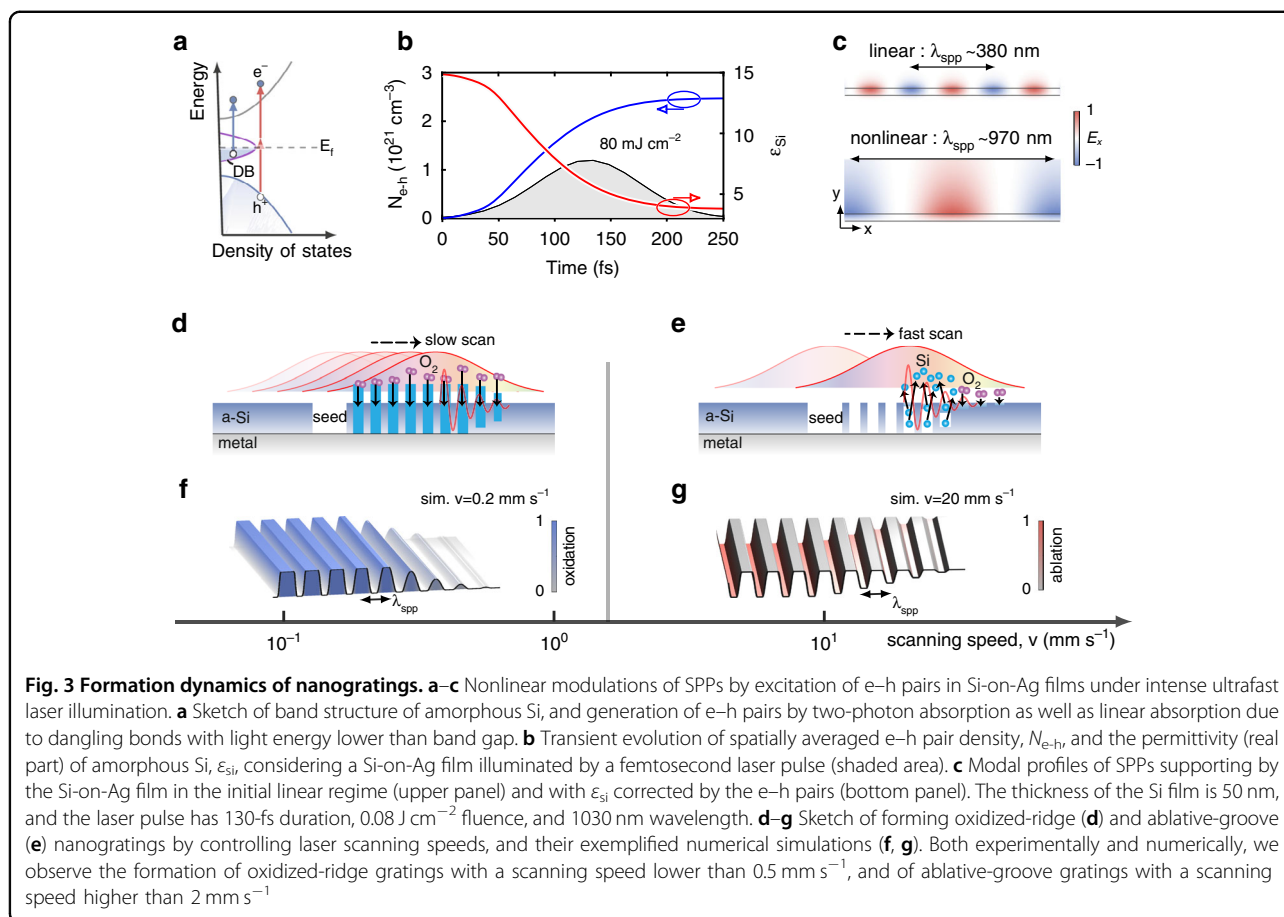 a
Energy
e−
Ef
DB
h+
Density of states
b
3
2
1
0
Ne-h (10^21 cm−3)
80 mJ cm−2
15
10
5
εSi
0
50
100
150
200
250
Time (fs)
c
linear : λspp ~380 nm
nonlinear : λspp ~970 nm
1
Ex
−1
y
x
d
slow scan
O2
a-Si
seed
metal
e
fast scan
Si
O2
a-Si
seed
metal
f
sim. v=0.2 mm s−1
1
oxidation
0
λspp
g
sim. v=20 mm s−1
1
ablation
0
λspp
10−1
10^0
10^1
scanning speed, v (mm s−1)
Fig. 3 Formation dynamics of nanogratings. a–c Nonlinear modulations of SPPs by excitation of e–h pairs in Si-on-Ag films under intense ultrafast
laser illumination. a Sketch of band structure of amorphous Si, and generation of e–h pairs by two-photon absorption as well as linear absorption due
to dangling bonds with light energy lower than band gap. b Transient evolution of spatially averaged e–h pair density, Ne-h, and the permittivity (real
part) of amorphous Si, εsi, considering a Si-on-Ag film illuminated by a femtosecond laser pulse (shaded area). c Modal profiles of SPPs supporting by
the Si-on-Ag film in the initial linear regime (upper panel) and with εsi corrected by the e–h pairs (bottom panel). The thickness of the Si film is 50 nm,
and the laser pulse has 130-fs duration, 0.08 J cm−2 fluence, and 1030 nm wavelength. d–g Sketch of forming oxidized-ridge (d) and ablative-groove
(e) nanogratings by controlling laser scanning speeds, and their exemplified numerical simulations (f, g). Both experimentally and numerically, we
observe the formation of oxidized-ridge gratings with a scanning speed lower than 0.5 mm s−1, and of ablative-groove gratings with a scanning
speed higher than 2 mm s−1